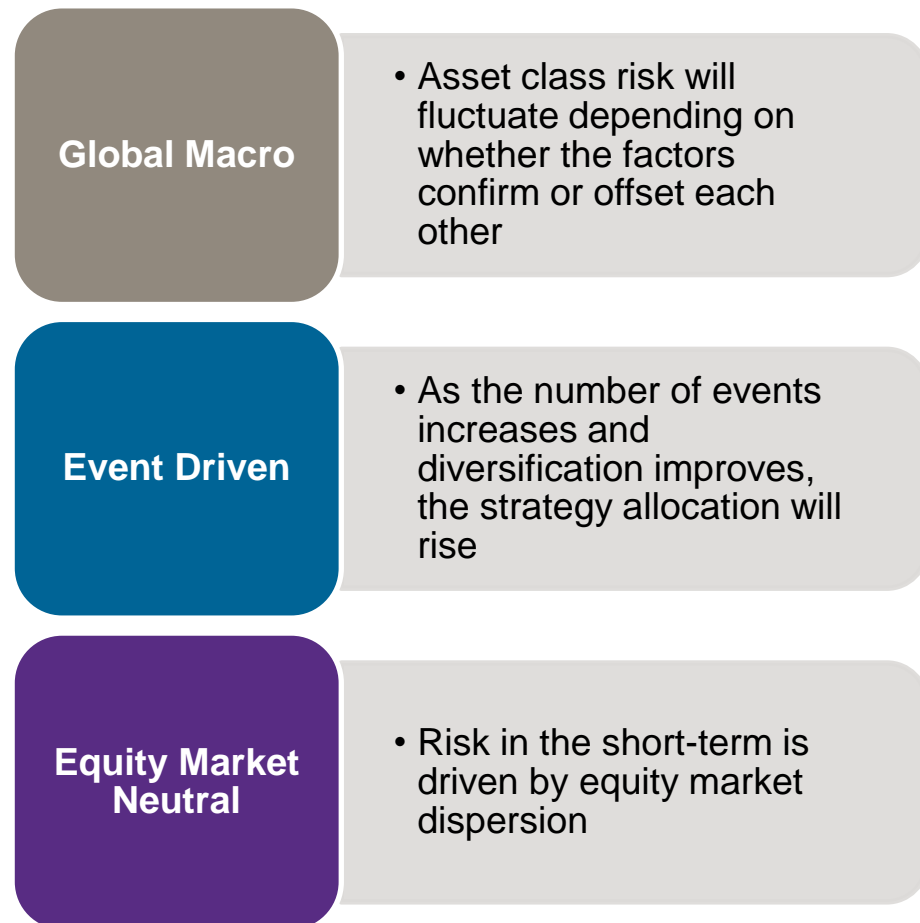 Global Macro
• Asset class risk will
fluctuate depending on
whether the factors
confirm or offset each
other
Event Driven
• As the number of events
increases and
diversification improves,
the strategy allocation will
rise
Equity Market
Neutral
• Risk in the short-term is
driven by equity market
dispersion